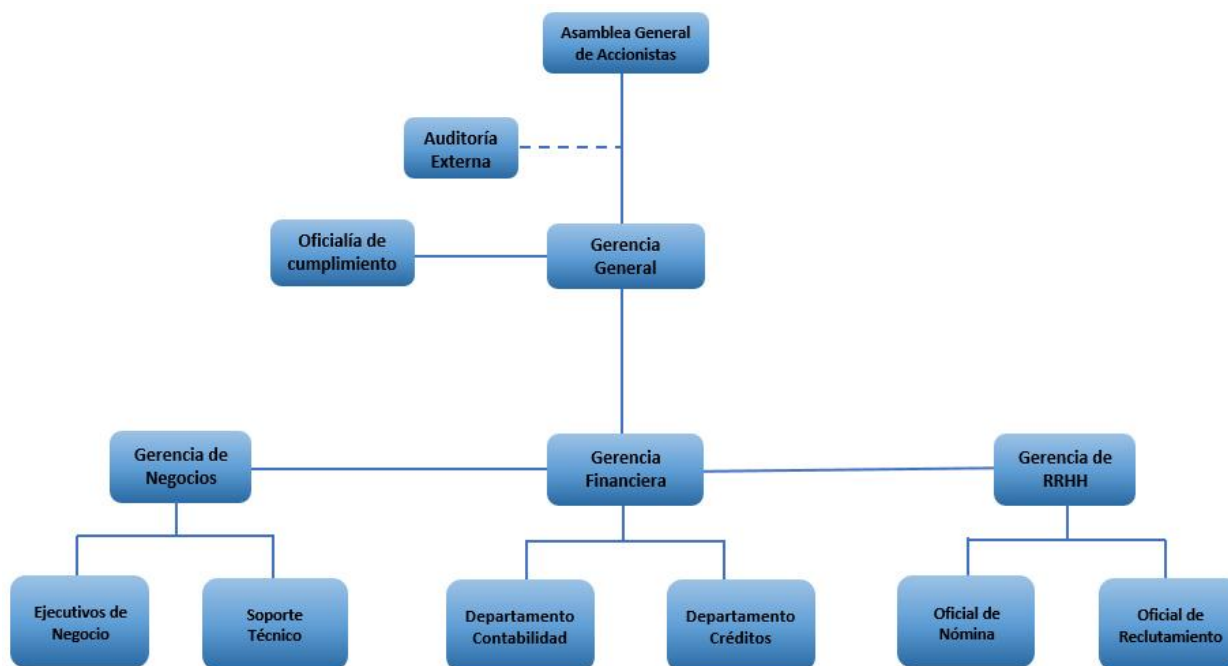 Asamblea General
de Accionistas
Auditoría
Externa
Oficialía de
cumplimiento
Gerencia
General
Gerencia de
Negocios
Gerencia
Financiera
Gerencia de
RRHH
Ejecutivos de
Negocio
Soporte
Técnico
Departamento
Contabilidad
Departamento
Créditos
Oficial de
Nómina
Oficial de
Reclutamiento